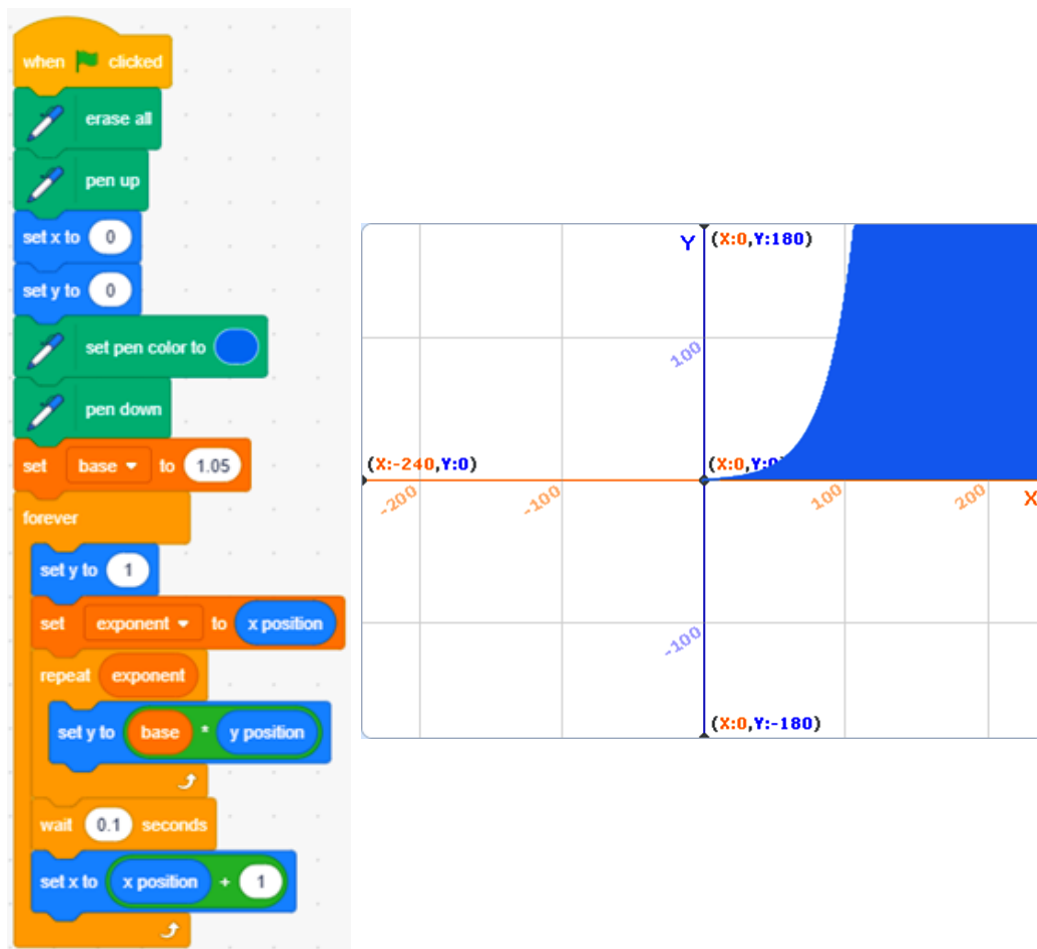 when clicked
erase all
pen up
set x to 0
set y to 0
set pen color to
pen down
set base to 1.05
forever
set y to 1
set exponent to x position
repeat exponent
set y to base * y position
wait 0.1 seconds
set x to x position + 1
Y (X:0,Y:180)
100
(X:-240,Y:0) (X:0,Y:0
-200 -100 100 200 X
-100
(X:0,Y:-180)